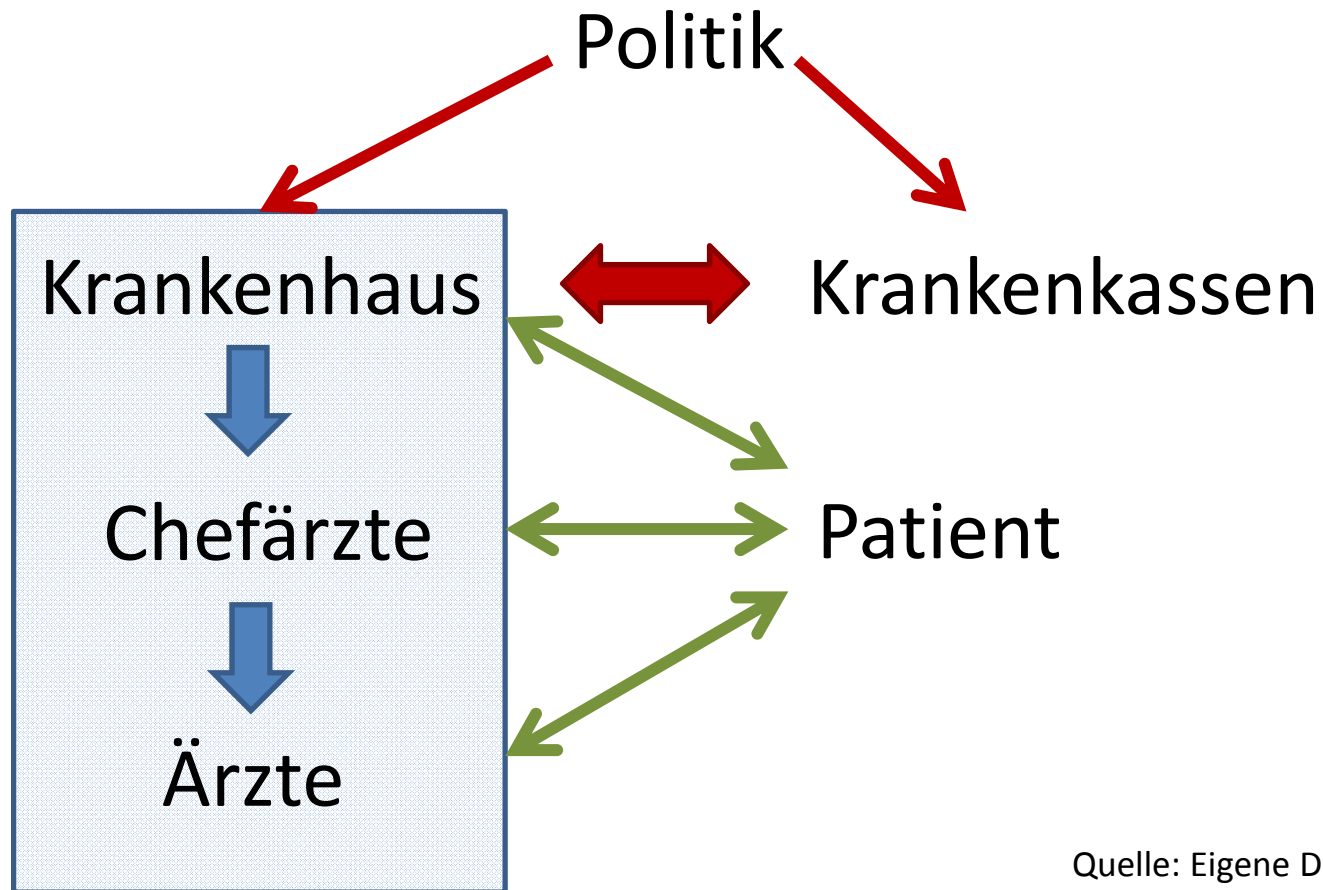 Politik
Krankenhaus
Krankenkassen
Chefärzte
Patient
Ärzte
Quelle: Eigene D